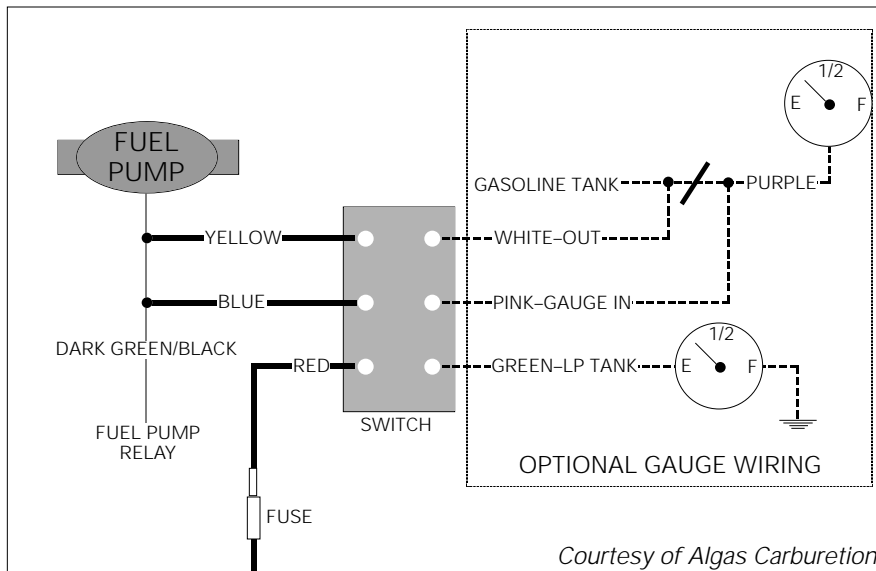 1/2
E F
FUEL
PUMP
GASOLINE TANK
PURPLE
YELLOW
WHITE–OUT
BLUE
PINK–GAUGE IN
DARK GREEN/BLACK
1/2
RED
GREEN–LP TANK
E F
SWITCH
FUEL PUMP
RELAY
OPTIONAL GAUGE WIRING
FUSE
Courtesy of Algas Carburetion